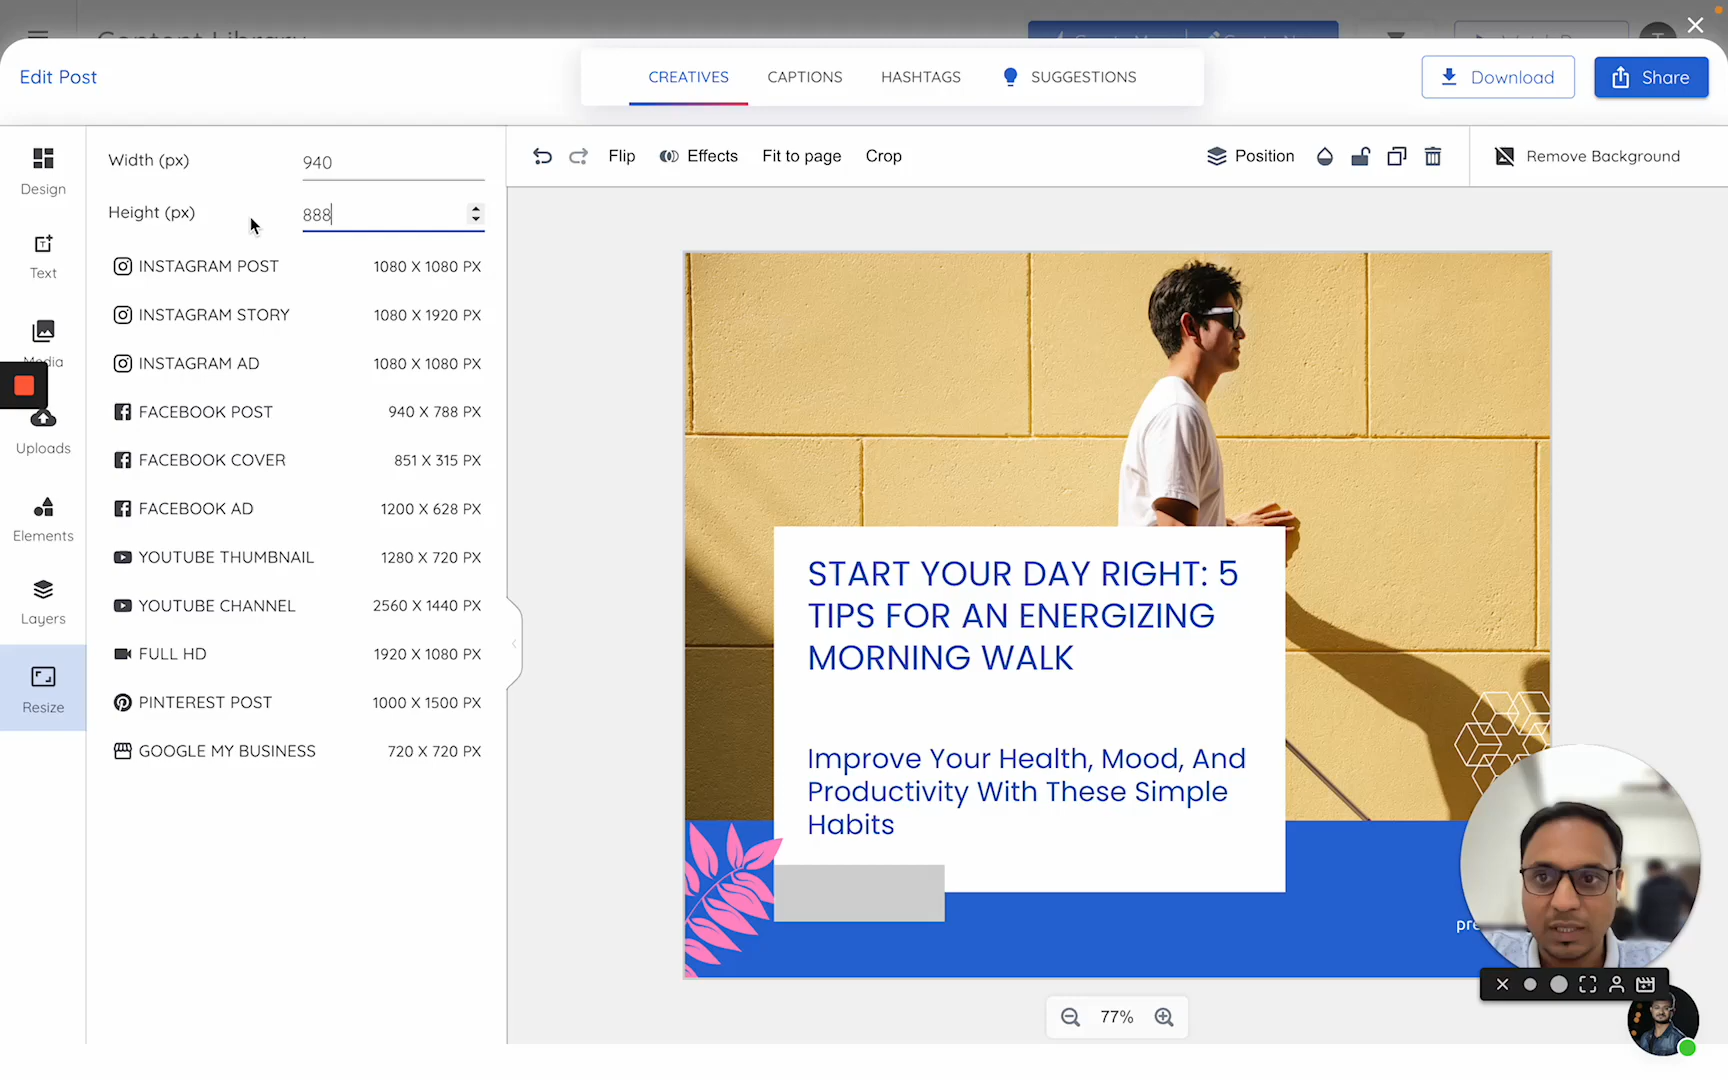 Edit Post
CREATIVES
CAPTIONS
HASHTAGS
SUGGESTIONS
Download
Share
Design
Text
Uploads
Elements
Layers
Resize
Width (px)
940
Height (px)
888
INSTAGRAM POST 1080 X 1080 PX
INSTAGRAM STORY 1080 X 1920 PX
INSTAGRAM AD 1080 X 1080 PX
FACEBOOK POST 940 X 788 PX
FACEBOOK COVER 851 X 315 PX
FACEBOOK AD 1200 X 628 PX
YOUTUBE THUMBNAIL 1280 X 720 PX
YOUTUBE CHANNEL 2560 X 1440 PX
FULL HD 1920 X 1080 PX
PINTEREST POST 1000 X 1500 PX
GOOGLE MY BUSINESS 720 X 720 PX
Flip
Effects
Fit to page
Crop
Position
Remove Background
START YOUR DAY RIGHT: 5
TIPS FOR AN ENERGIZING
MORNING WALK
Improve Your Health, Mood, And
Productivity With These Simple
Habits
77%